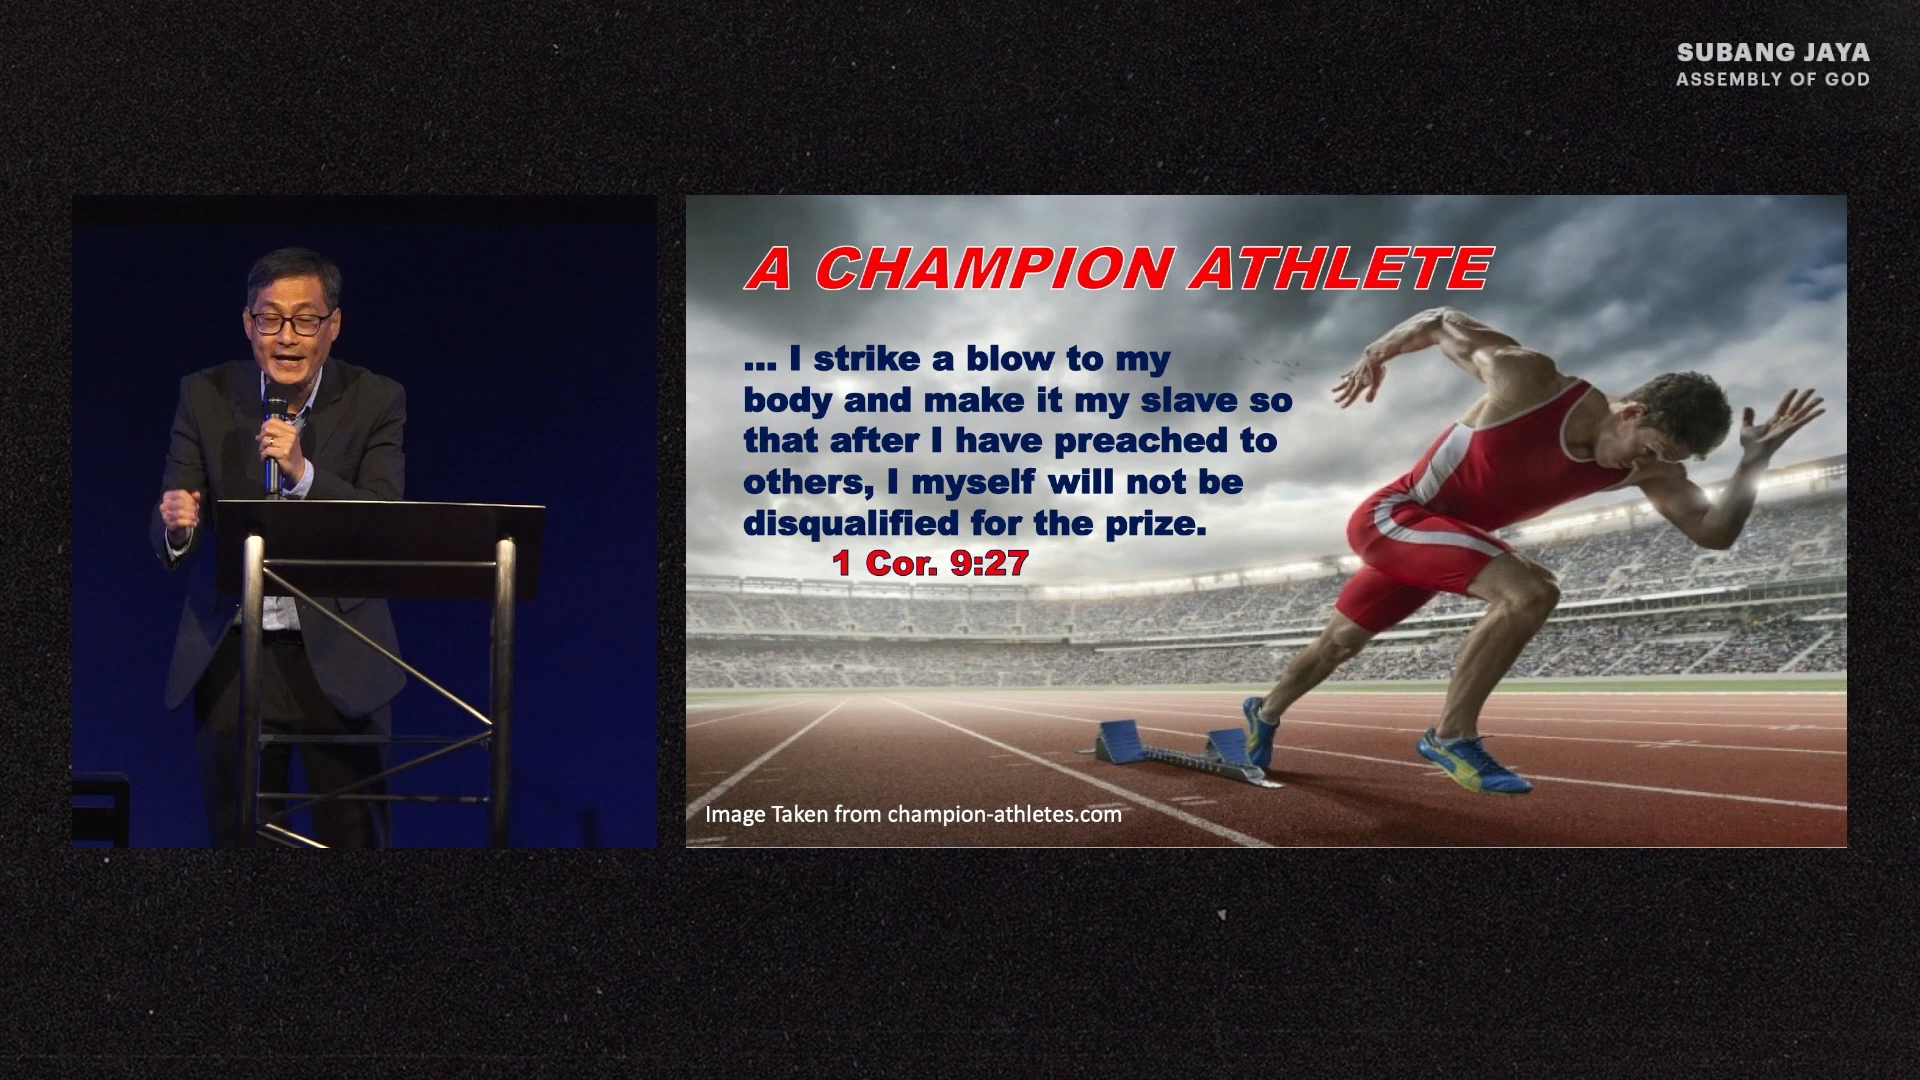 SUBANG JAYA
ASSEMBLY OF GOD
A CHAMPION ATHLETE
... I strike a blow to my
body and make it my slave so
that after I have preached to
others, I myself will not be
disqualified for the prize.
1 Cor. 9:27
Image Taken from champion-athletes.com